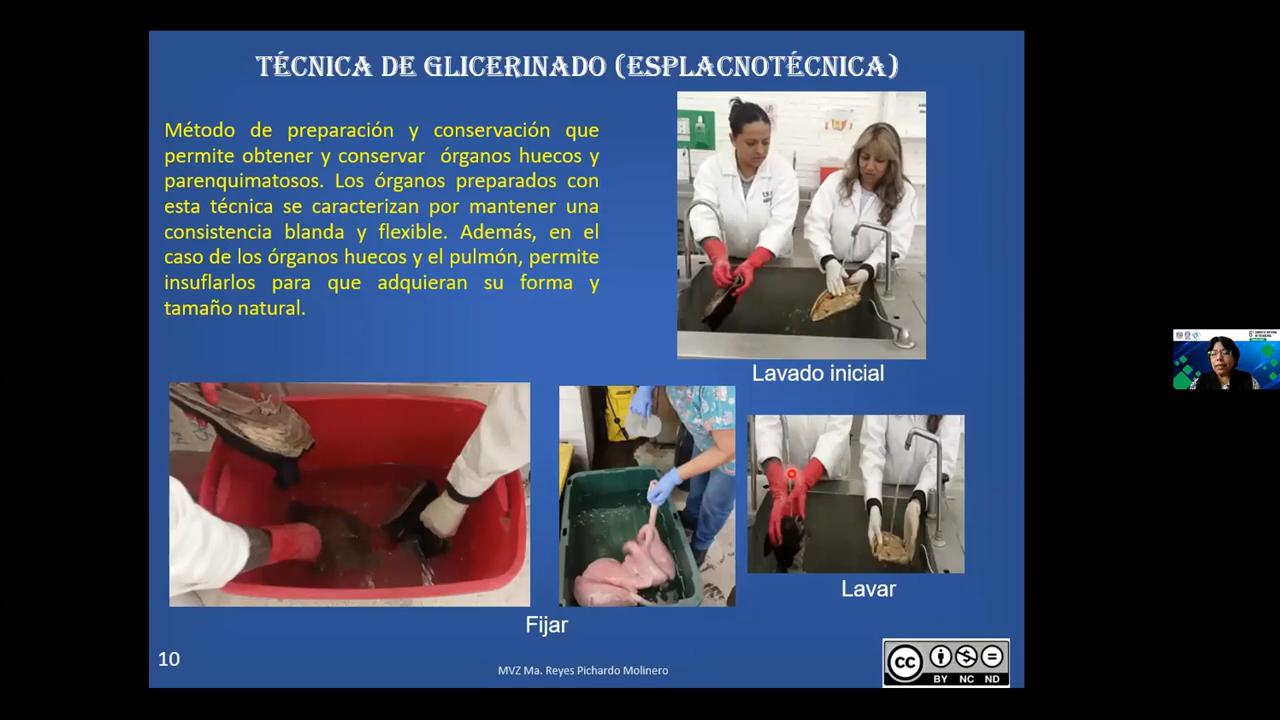 TÉCNICA DE GLICERINADO (ESPLACNOTÉCNICA)
Método de preparación y conservación que
permite obtener y conservar órganos huecos y
parenquimatosos. Los órganos preparados con
esta técnica se caracterizan por mantener una
consistencia blanda y flexible. Además, en el
caso de los órganos huecos y el pulmón, permite
insuflarlos para que adquieran su forma y
tamaño natural.
Lavado inicial
Lavar
Fijar
10
MVZ Ma. Reyes Pichardo Molinero
cc
BY NC ND